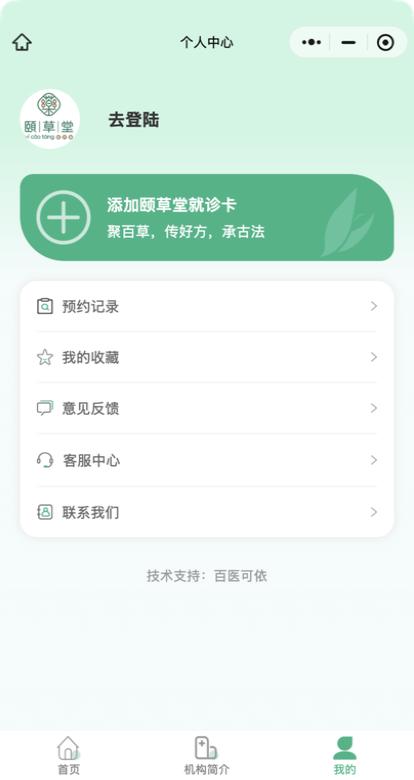 个人中心
颐草堂
去登陆
添加颐草堂就诊卡
聚百草，传好方，承古法
预约记录
我的收藏
意见反馈
客服中心
联系我们
技术支持：百医可依
首页
机构简介
我的